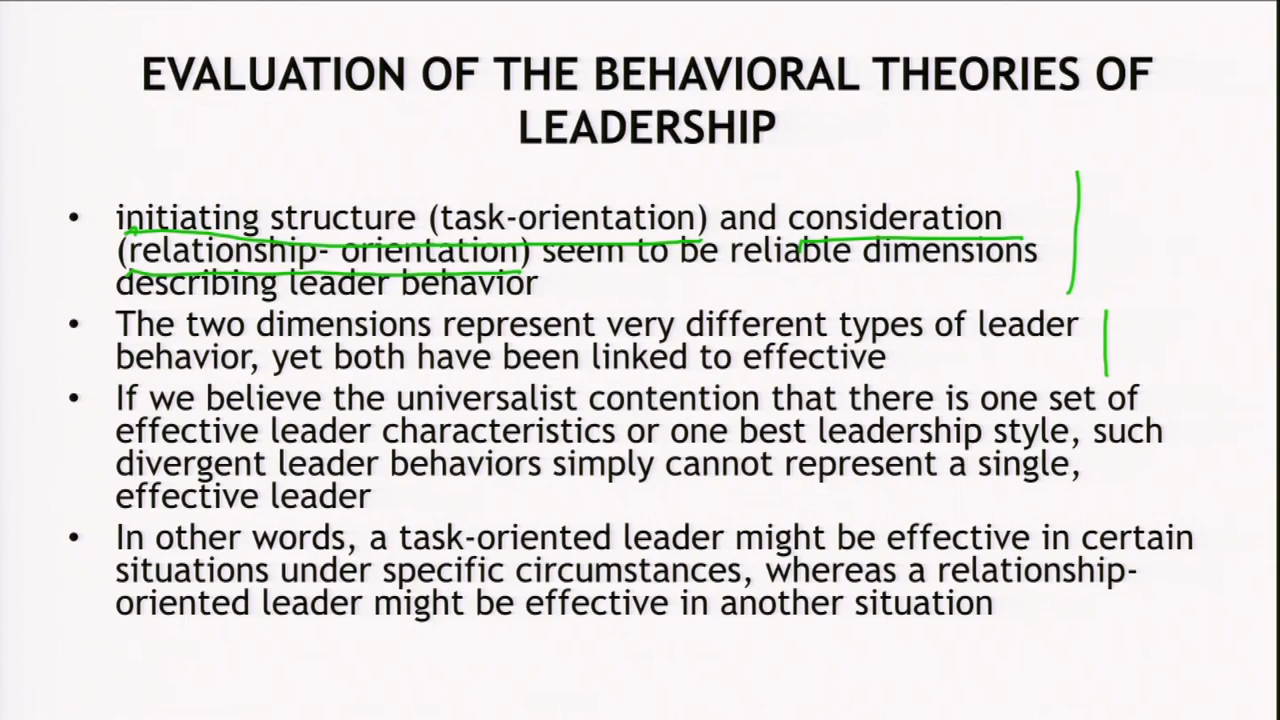 EVALUATION OF THE BEHAVIORAL THEORIES OF
LEADERSHIP
• initiating structure (task-orientation) and consideration
(relationship- orientation) seem to be reliable dimensions
describing leader behavior
• The two dimensions represent very different types of leader
behavior, yet both have been linked to effective
• If we believe the universalist contention that there is one set of
effective leader characteristics or one best leadership style, such
divergent leader behaviors simply cannot represent a single,
effective leader
• In other words, a task-oriented leader might be effective in certain
situations under specific circumstances, whereas a relationship-
oriented leader might be effective in another situation